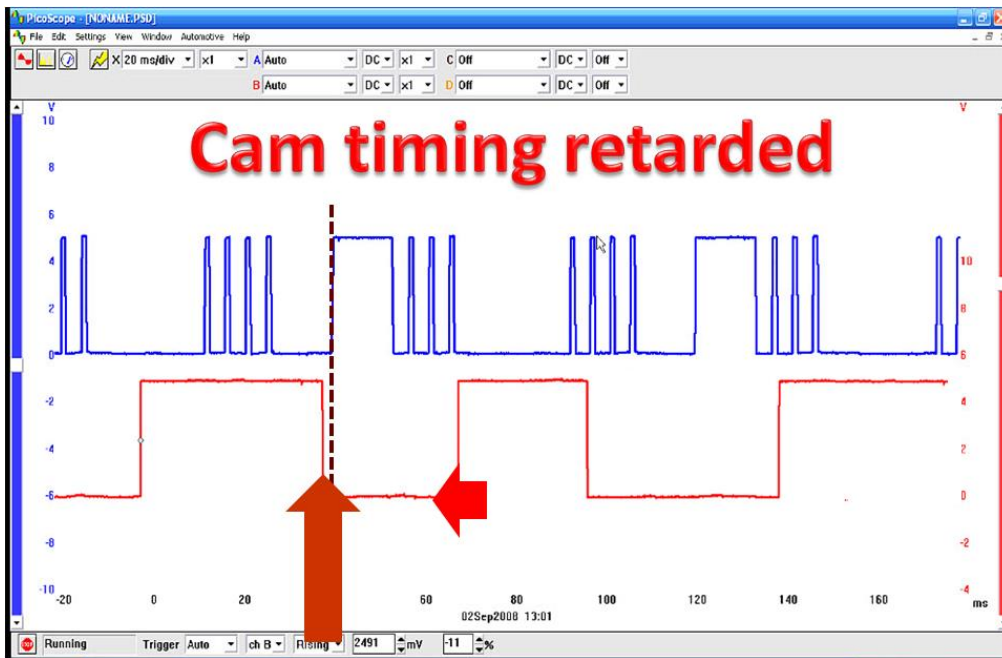 PicoScope - [NONAME.PSD]
File Edit Settings View Window Automotive Help
X 20 ms/div x1 A Auto DC x1 C Off DC Off
B Auto DC x1 D Off DC Off
V V
Cam timing retarded
10
8
6
4 10
2 8
0 6
-2 4
-4 2
-6 0
-8 -2
-10 -4
-20 0 20 60 80 100 120 140 160 ms
02Sep2008 13:01
Running Trigger Auto ch B Rising 2491 mV -11 %